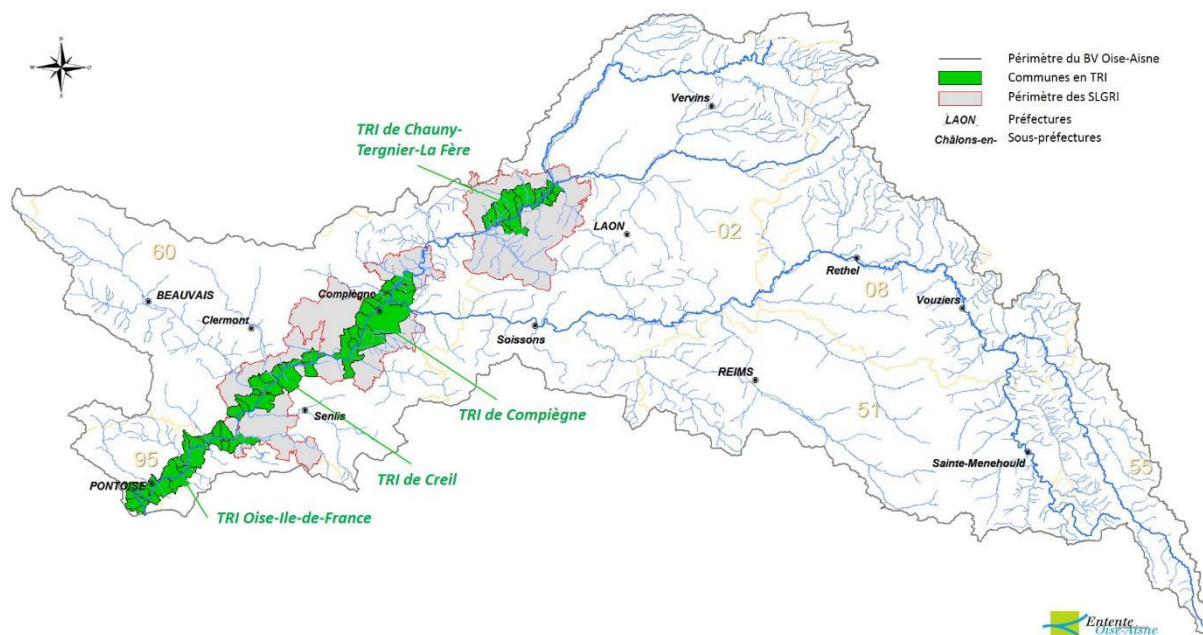 N
W
O
S
Périmètre du BV Oise-Aisne
Communes en TRI
Périmètre des SLGRI
LAON
Préfectures
Châlons-en-
Sous-préfectures
Vervins
TRI de Chauny-
Tergnier-La Fère
LAON
02
60
Rethel
08
BEAUVAIS
Compiègne
Vouziers
Clermont
Soissons
REIMS
TRI de Compiègne
51
Senlis
95
Sainte-Menehould
55
TRI de Creil
PONTOISE
TRI Oise-Ile-de-France
Entente
Oise-Aisne